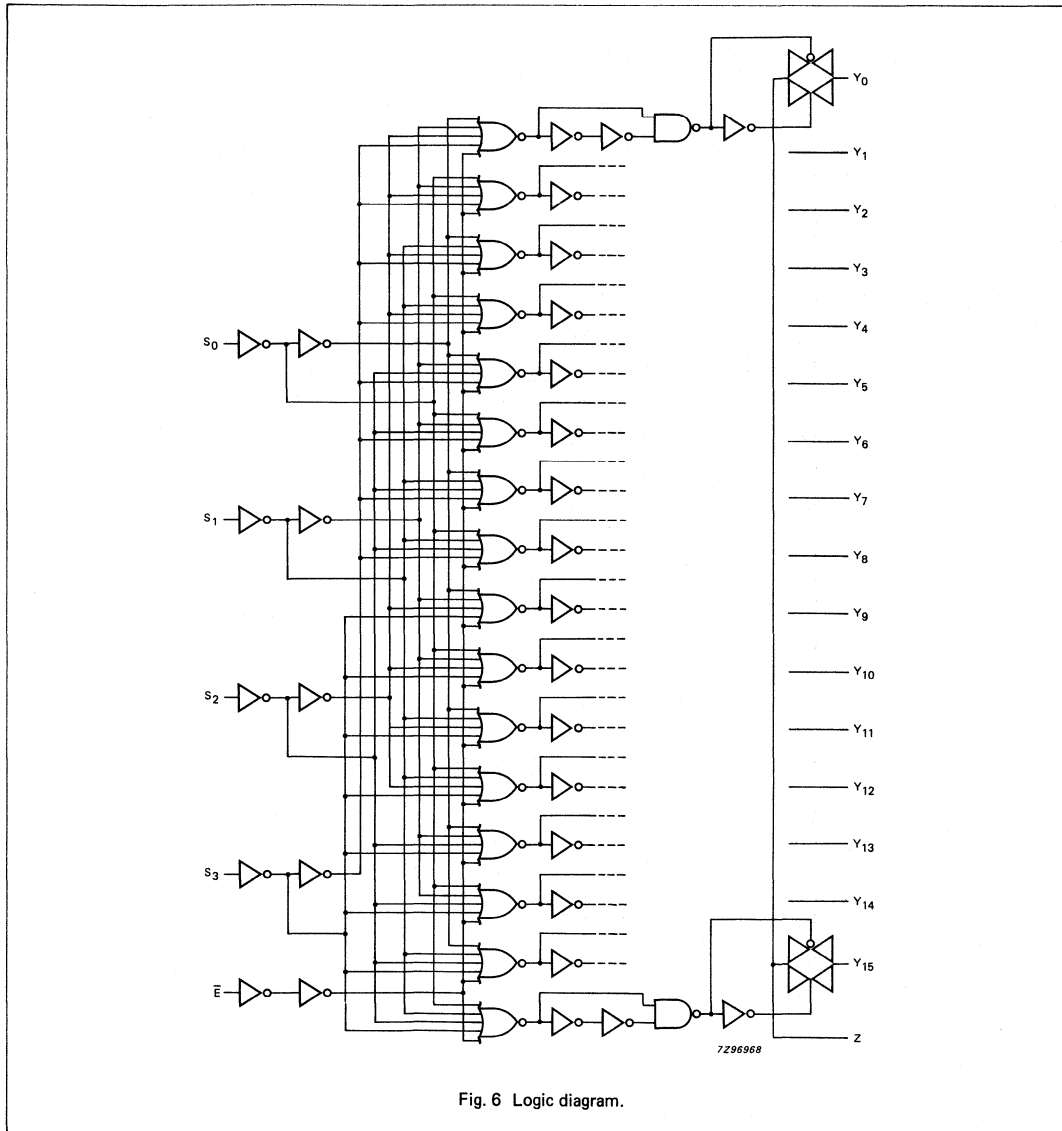 Y₀
Y₁
Y₂
Y₃
Y₄
S₀
Y₅
Y₆
Y₇
S₁
Y₈
Y₉
Y₁₀
S₂
Y₁₁
Y₁₂
Y₁₃
S₃
Y₁₄
Y₁₅
E̅
Z
7Z96968
Fig. 6 Logic diagram.